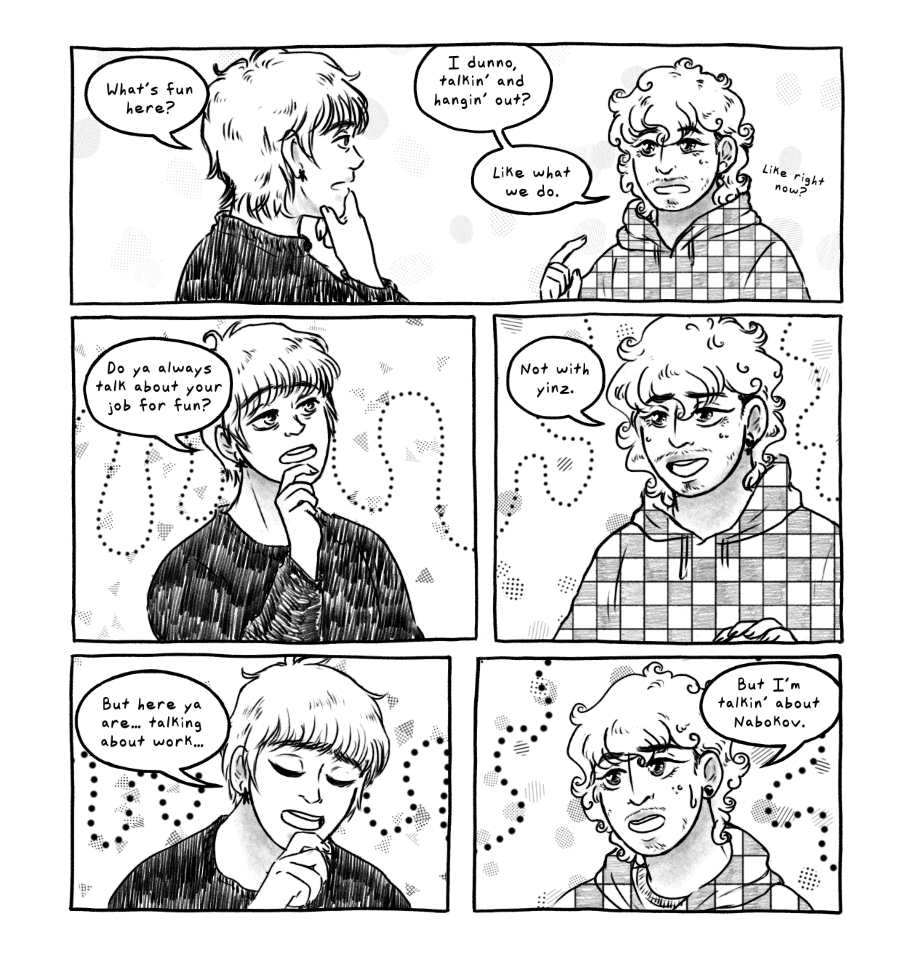 What's fun
here?
I dunno,
talkin' and
hangin' out?
Like what
we do.
Like right
now?
Do ya always
talk about your
job for fun?
Not with
yinz.
But here ya
are... talking
about work...
But I'm
talkin' about
Nabokov.